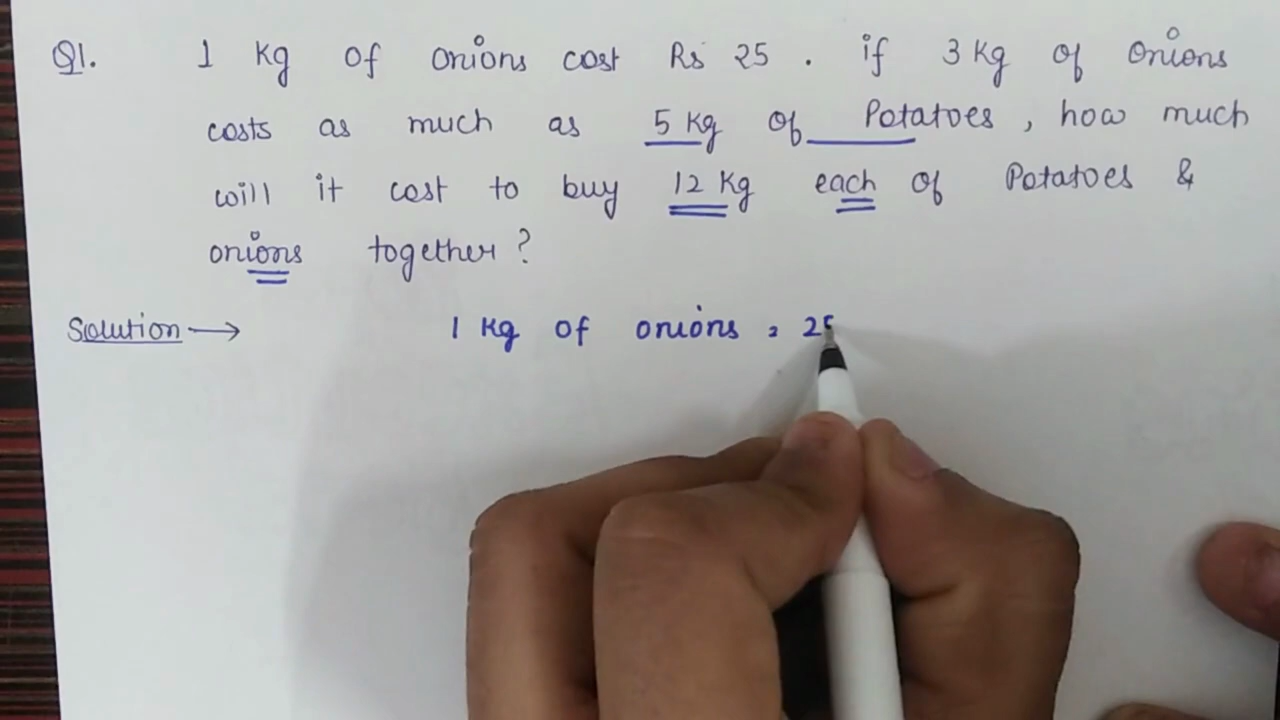 Q1. 1 Kg of onions cost Rs 25 . if 3 Kg of onions
costs as much as 5 Kg of Potatoes , how much
will it cost to buy 12 Kg each of Potatoes &
onions together ?
Solution → 1 Kg of onions = 25